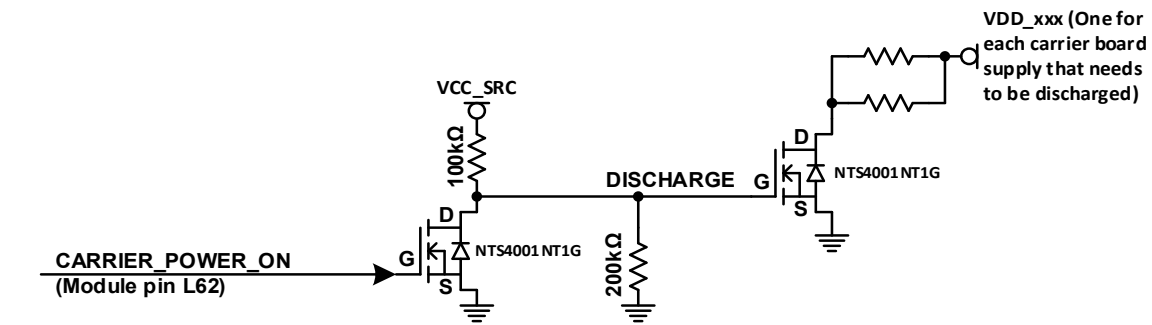 VDD_xxx (One for
each carrier board
supply that needs
to be discharged)
VCC_SRC
100kΩ
D
G
S
NTS4001NT1G
DISCHARGE
200kΩ
D
G
S
NTS4001NT1G
CARRIER_POWER_ON
(Module pin L62)